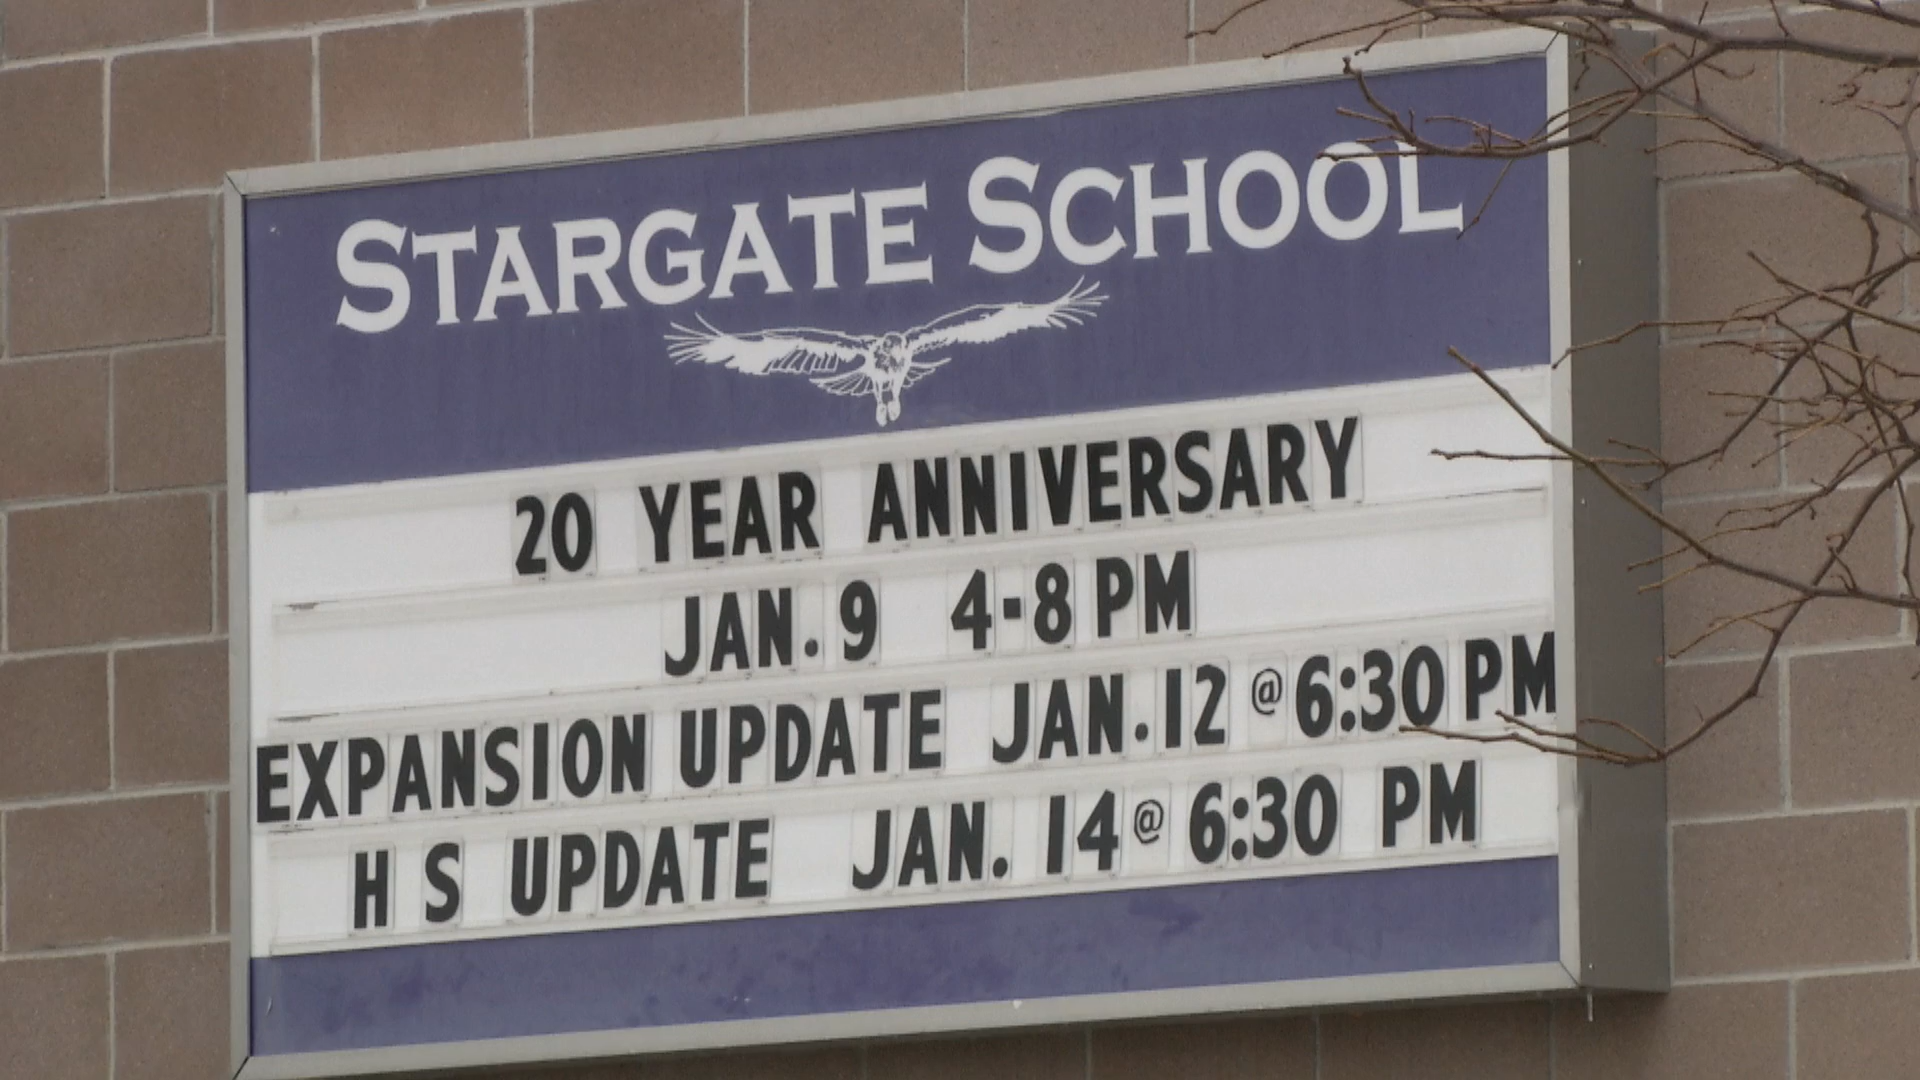 STARGATE SCHOOL
20 YEAR ANNIVERSARY
JAN. 9 4-8 PM
EXPANSION UPDATE JAN. 12 @ 6:30 PM
H S UPDATE JAN. 14 @ 6:30 PM